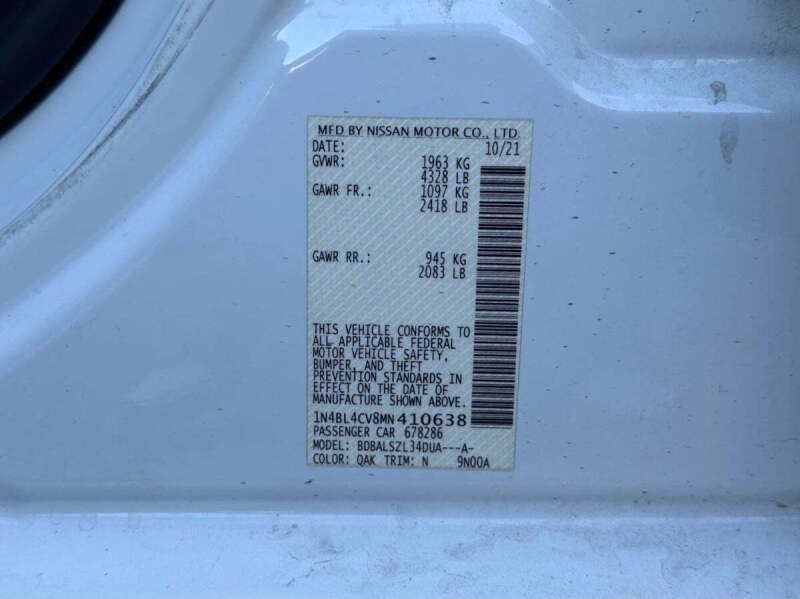 MFD BY NISSAN MOTOR CO., LTD.
DATE: 10/21
GVWR: 1963 KG
4328 LB
GAWR FR.: 1097 KG
2418 LB
GAWR RR.: 945 KG
2083 LB
THIS VEHICLE CONFORMS TO
ALL APPLICABLE FEDERAL
MOTOR VEHICLE SAFETY,
BUMPER, AND THEFT
PREVENTION STANDARDS IN
EFFECT ON THE DATE OF
MANUFACTURE SHOWN ABOVE.
1N4BL4CV8MN410638
PASSENGER CAR 678286
MODEL: BDBALSZL34DUA---A-
COLOR: QAK TRIM: N 9N00A